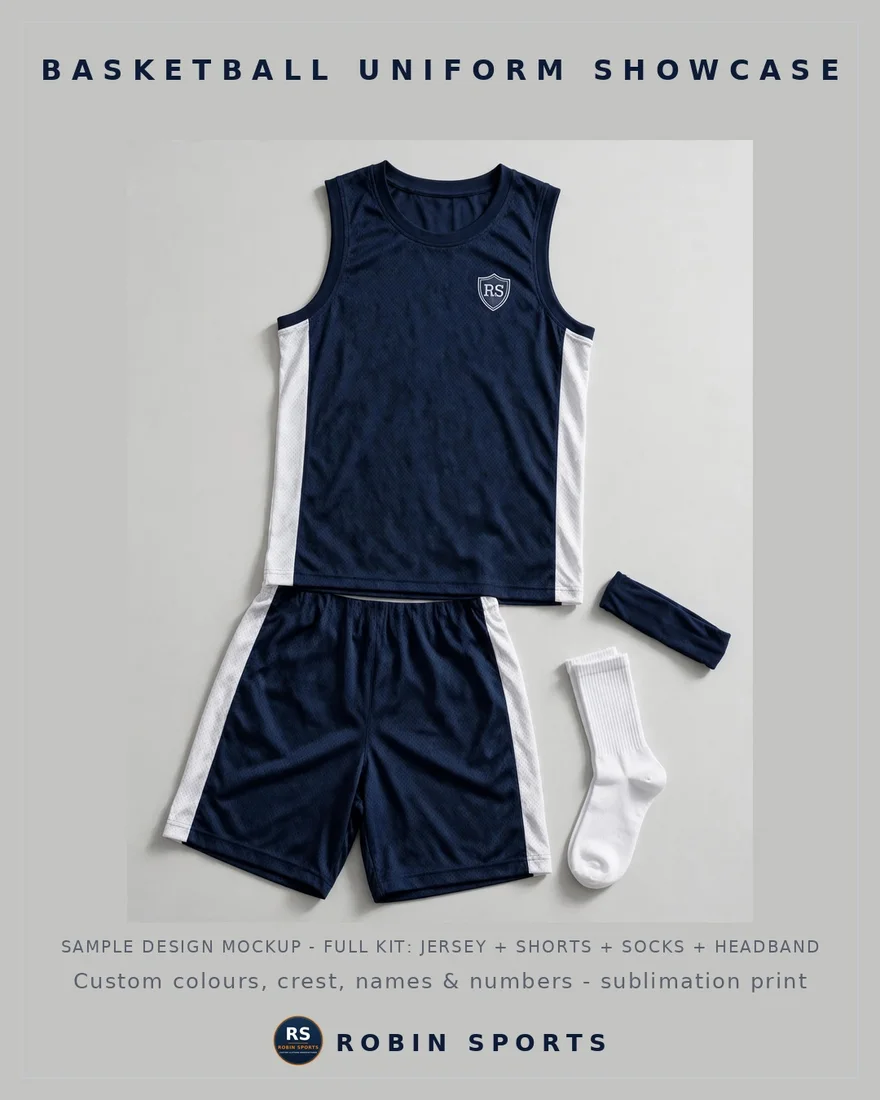 BASKETBALL UNIFORM SHOWCASE
RS
SAMPLE DESIGN MOCKUP - FULL KIT: JERSEY + SHORTS + SOCKS + HEADBAND
Custom colours, crest, names & numbers - sublimation print
RS
ROBIN SPORTS
ROBIN SPORTS